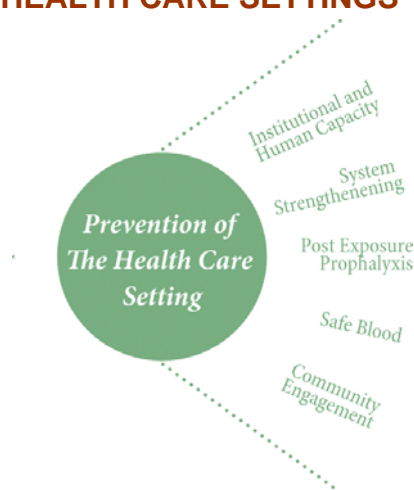 HEALTH CARE SETTINGS
Institutional and
Human Capacity
System
Strengthenening
Prevention of
The Health Care
Setting
Post Exposure
Prophalyxis
Safe Blood
Community
Engagement